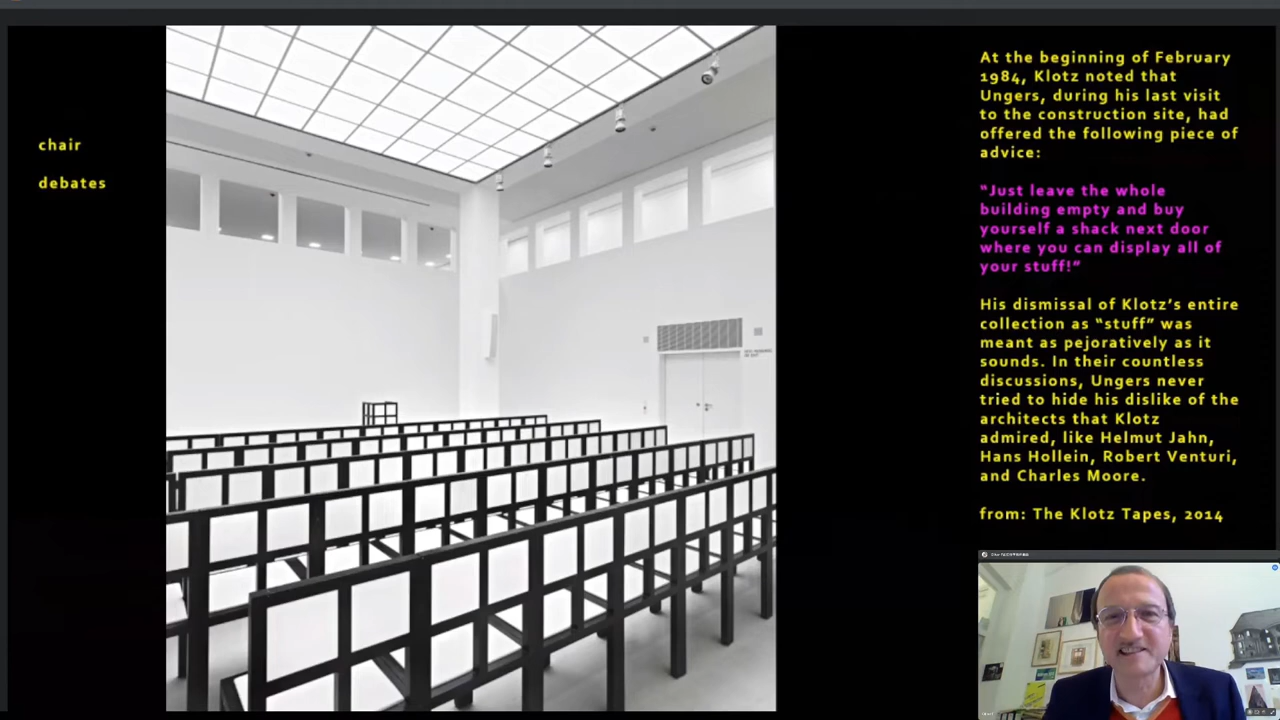 chair
debates
At the beginning of February
1984, Klotz noted that
Ungers, during his last visit
to the construction site, had
offered the following piece of
advice:
“Just leave the whole
building empty and buy
yourself a shack next door
where you can display all of
your stuff!”
His dismissal of Klotz’s entire
collection as “stuff” was
meant as pejoratively as it
sounds. In their countless
discussions, Ungers never
tried to hide his dislike of the
architects that Klotz
admired, like Helmut Jahn,
Hans Hollein, Robert Venturi,
and Charles Moore.
from: The Klotz Tapes, 2014